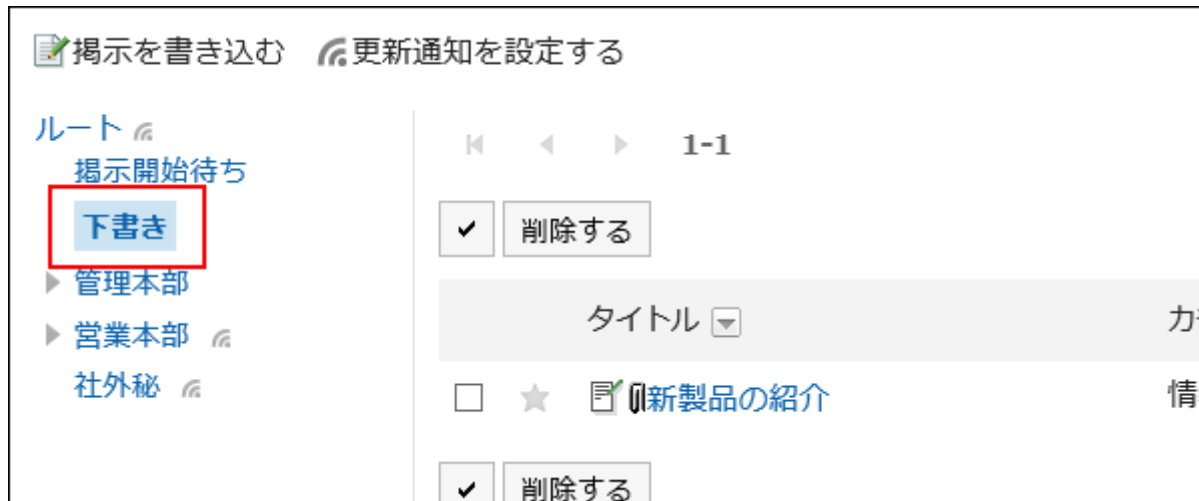 掲示を書き込む 更新通知を設定する
ルート
掲示開始待ち
下書き
管理本部
営業本部
社外秘
1-1
削除する
タイトル
新製品の紹介
情
削除する